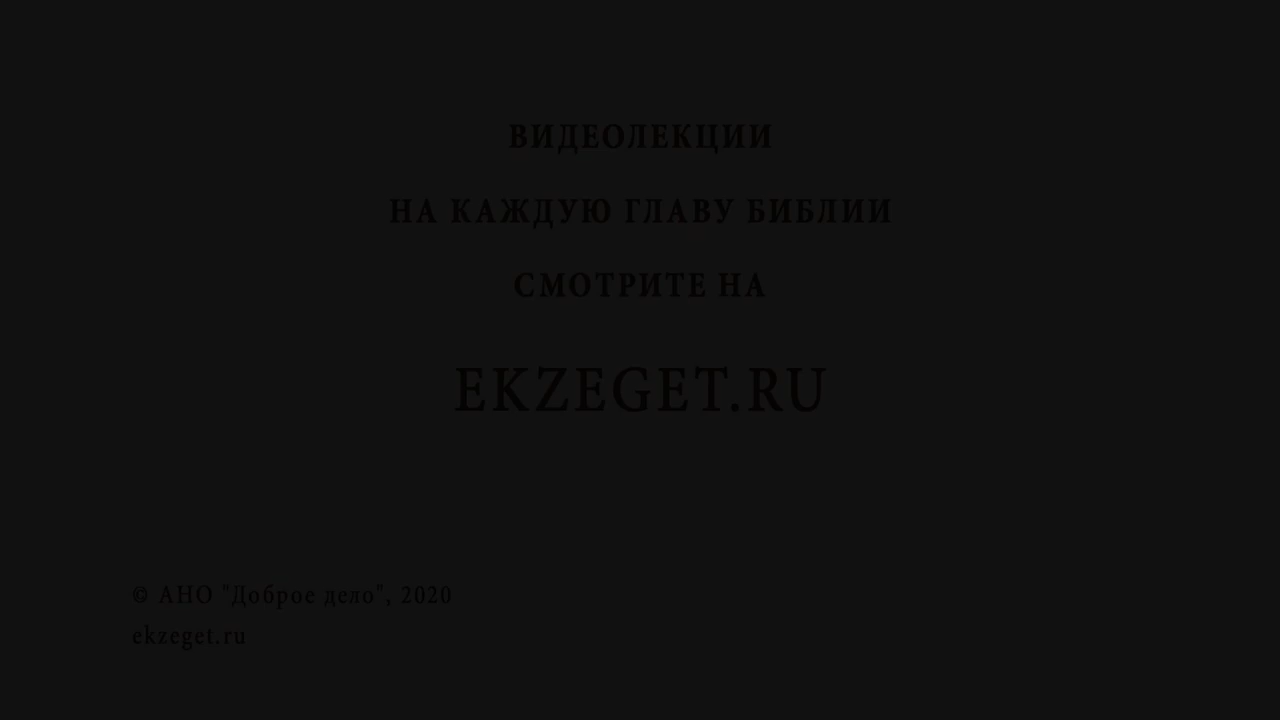 ВИДЕОЛЕКЦИИ
НА КАЖДУЮ ГЛАВУ БИБЛИИ
СМОТРИТЕ НА
EKZEGET.RU
© АНО "Доброе дело", 2020
ekzeget.ru